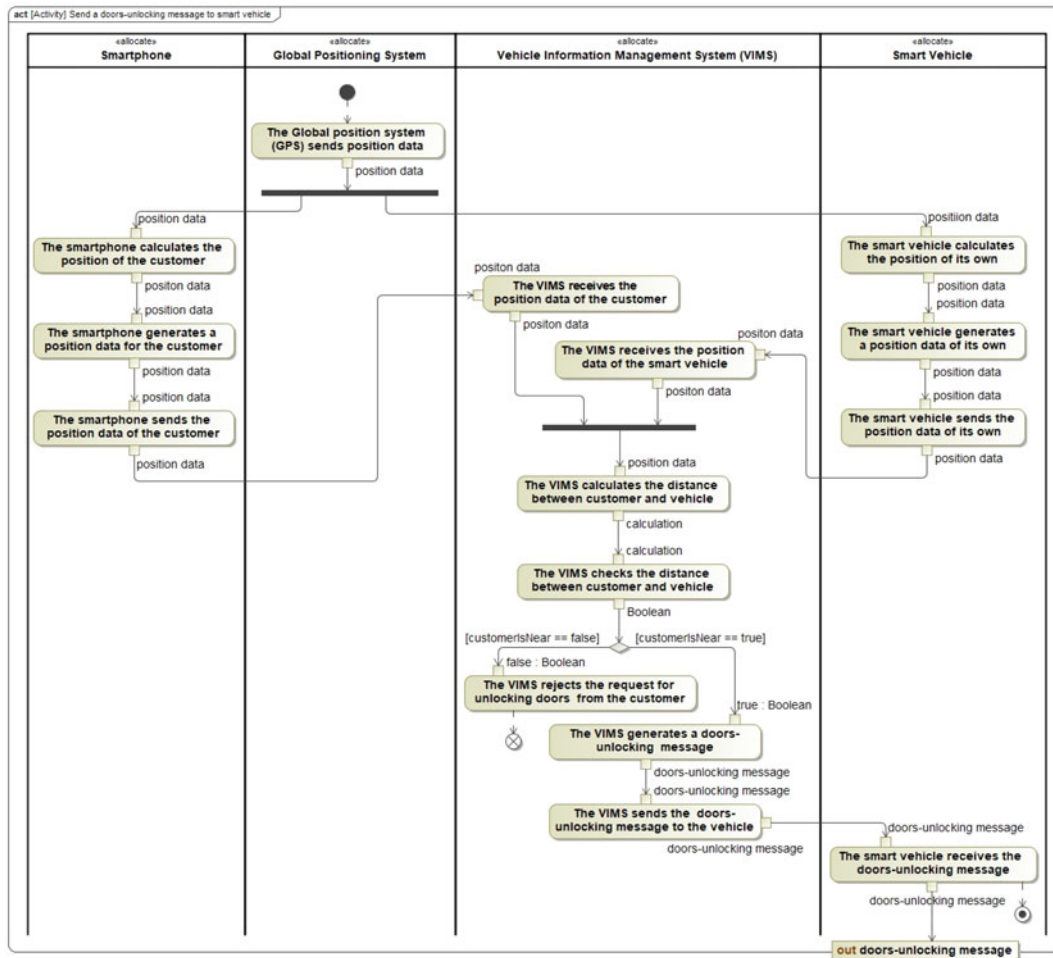 act [Activity] Send a doors-unlocking message to smart vehicle
«allocate»
Smartphone
«allocate»
Global Positioning System
«allocate»
Vehicle Information Management System (VIMS)
«allocate»
Smart Vehicle
The Global position system
(GPS) sends position data
position data
position data
The smartphone calculates the
position of the customer
positon data
position data
The smartphone generates a
position data for the customer
position data
position data
The smartphone sends the
position data of the customer
position data
positon data
The VIMS receives the
position data of the customer
positon data
positon data
The VIMS receives the position
data of the smart vehicle
positon data
positiion data
The smart vehicle calculates
the position of its own
position data
position data
The smart vehicle generates
a position data of its own
position data
position data
The smart vehicle sends the
position data of its own
position data
position data
The VIMS calculates the distance
between customer and vehicle
calculation
calculation
The VIMS checks the distance
between customer and vehicle
Boolean
[customerIsNear == false]
[customerIsNear == true]
false : Boolean
The VIMS rejects the request for
unlocking doors from the customer
true : Boolean
The VIMS generates a doors-
unlocking message
doors-unlocking message
doors-unlocking message
The VIMS sends the doors-
unlocking message to the vehicle
doors-unlocking message
doors-unlocking message
The smart vehicle receives the
doors-unlocking message
doors-unlocking message
out doors-unlocking message